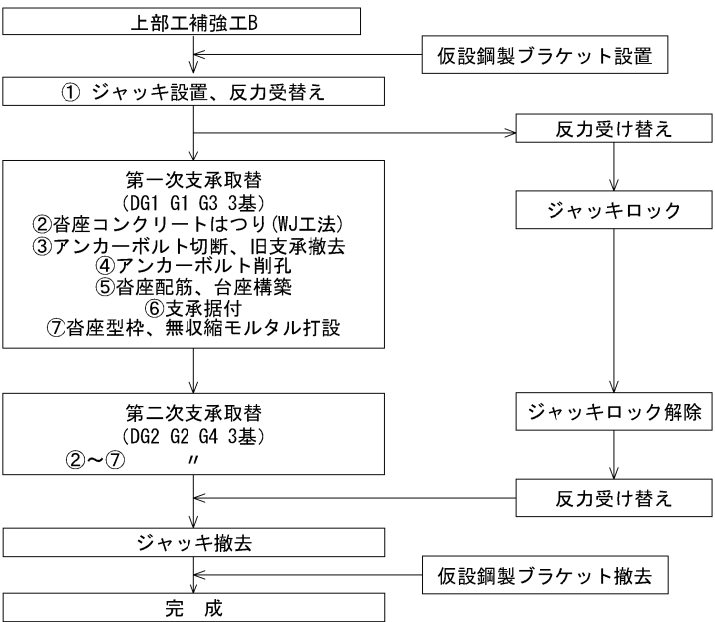 上部工補強工B
仮設鋼製ブラケット設置
① ジャッキ設置、反力受替え
反力受け替え
第一次支承取替
(DG1 G1 G3 3基)
②沓座コンクリートはつり(WJ工法)
③アンカーボルト切断、旧支承撤去
④アンカーボルト削孔
⑤沓座配筋、台座構築
⑥支承据付
⑦沓座型枠、無収縮モルタル打設
ジャッキロック
第二次支承取替
(DG2 G2 G4 3基)
②～⑦ 〃
ジャッキロック解除
反力受け替え
ジャッキ撤去
仮設鋼製ブラケット撤去
完 成